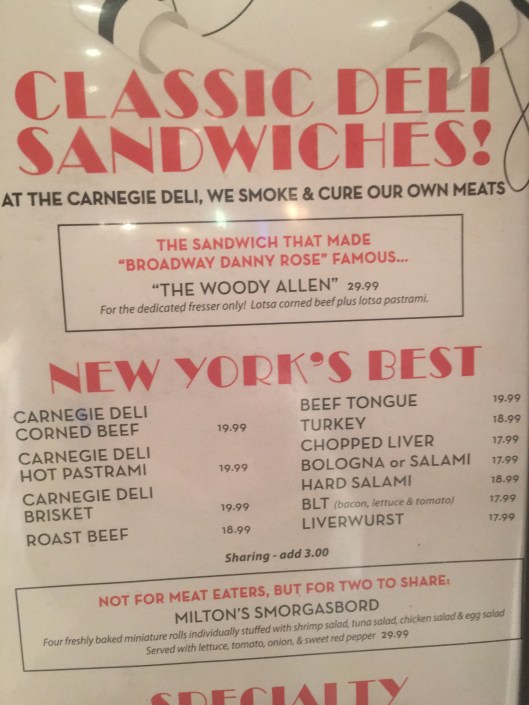 CLASSIC DELI
SANDWICHES!
AT THE CARNEGIE DELI, WE SMOKE & CURE OUR OWN MEATS
THE SANDWICH THAT MADE
"BROADWAY DANNY ROSE" FAMOUS...
"THE WOODY ALLEN" 29.99
For the dedicated fresser only! Lotsa corned beef plus lotsa pastrami.
NEW YORK'S BEST
CARNEGIE DELI
CORNED BEEF 19.99
CARNEGIE DELI
HOT PASTRAMI 19.99
CARNEGIE DELI
BRISKET 19.99
ROAST BEEF 18.99
BEEF TONGUE 19.99
TURKEY 18.99
CHOPPED LIVER 17.99
BOLOGNA or SALAMI 17.99
HARD SALAMI 18.99
BLT (bacon, lettuce & tomato) 17.99
LIVERWURST 17.99
Sharing - add 3.00
NOT FOR MEAT EATERS, BUT FOR TWO TO SHARE:
MILTON'S SMORGASBORD
Four freshly baked miniature rolls individually stuffed with shrimp salad, tuna salad, chicken salad & egg salad
Served with lettuce, tomato, onion, & sweet red pepper 29.99
SPECIALTY